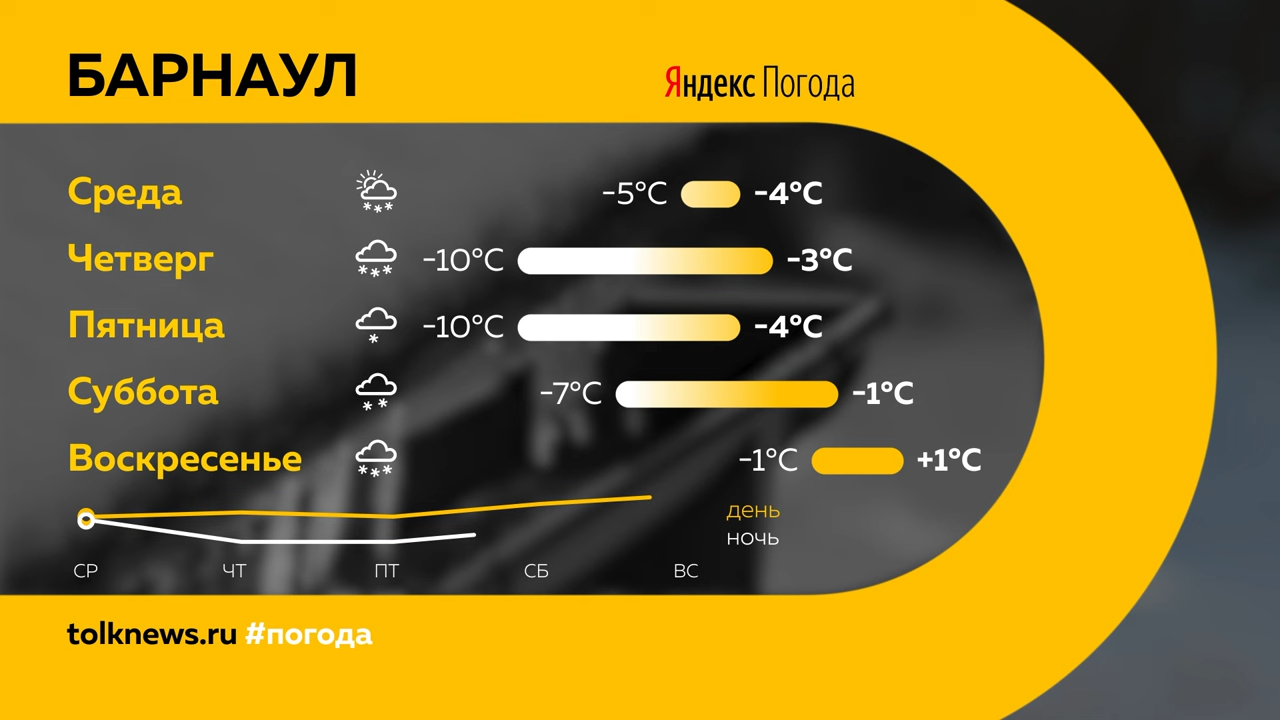 БАРНАУЛ
Яндекс Погода
Среда -5°C -4°C
Четверг -10°C -3°C
Пятница -10°C -4°C
Суббота -7°C -1°C
Воскресенье -1°C +1°C
день
ночь
СР ЧТ ПТ СБ ВС
tolknews.ru #погода